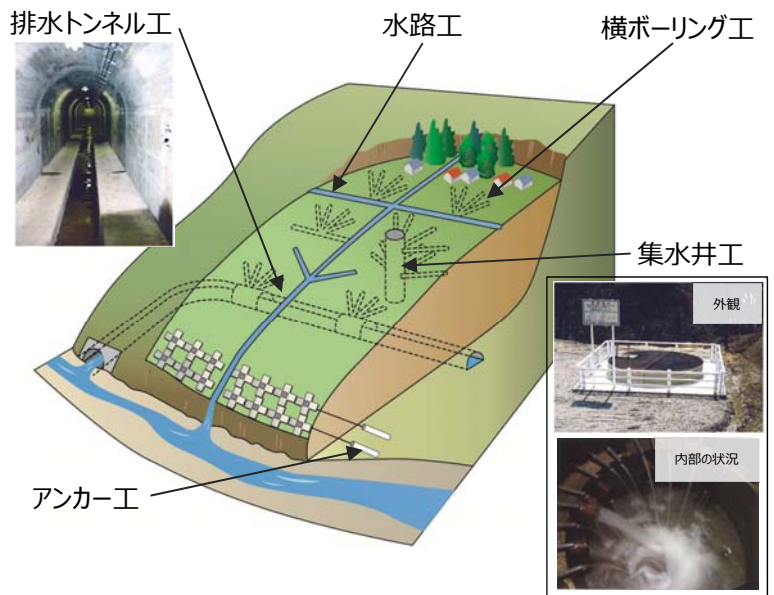 排水トンネル工
水路工
横ボーリング工
集水井工
外観
内部の状況
アンカー工